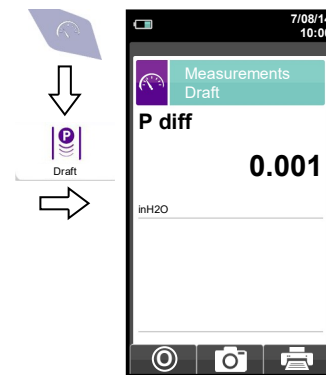 7/08/14
10:00
Measurements
Draft
P diff
0.001
inH2O
P
Draft